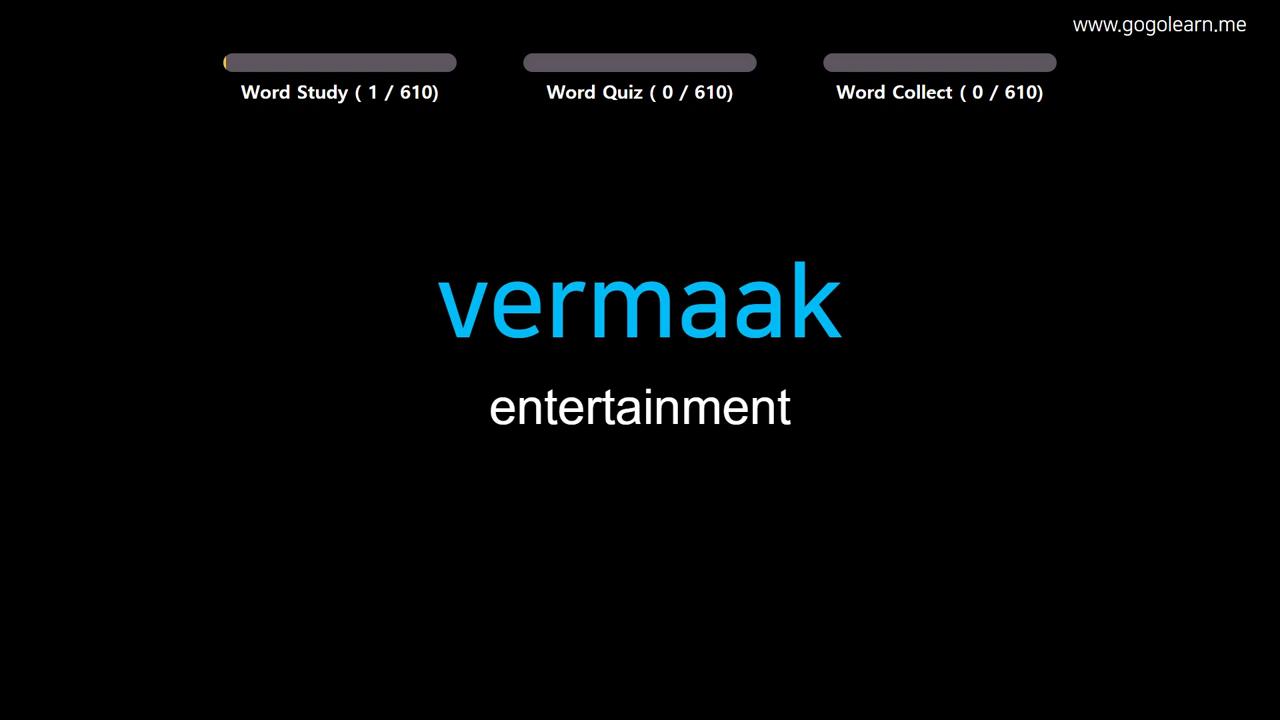 www.gogolearn.me
Word Study ( 1 / 610)
Word Quiz ( 0 / 610)
Word Collect ( 0 / 610)
vermaak
entertainment